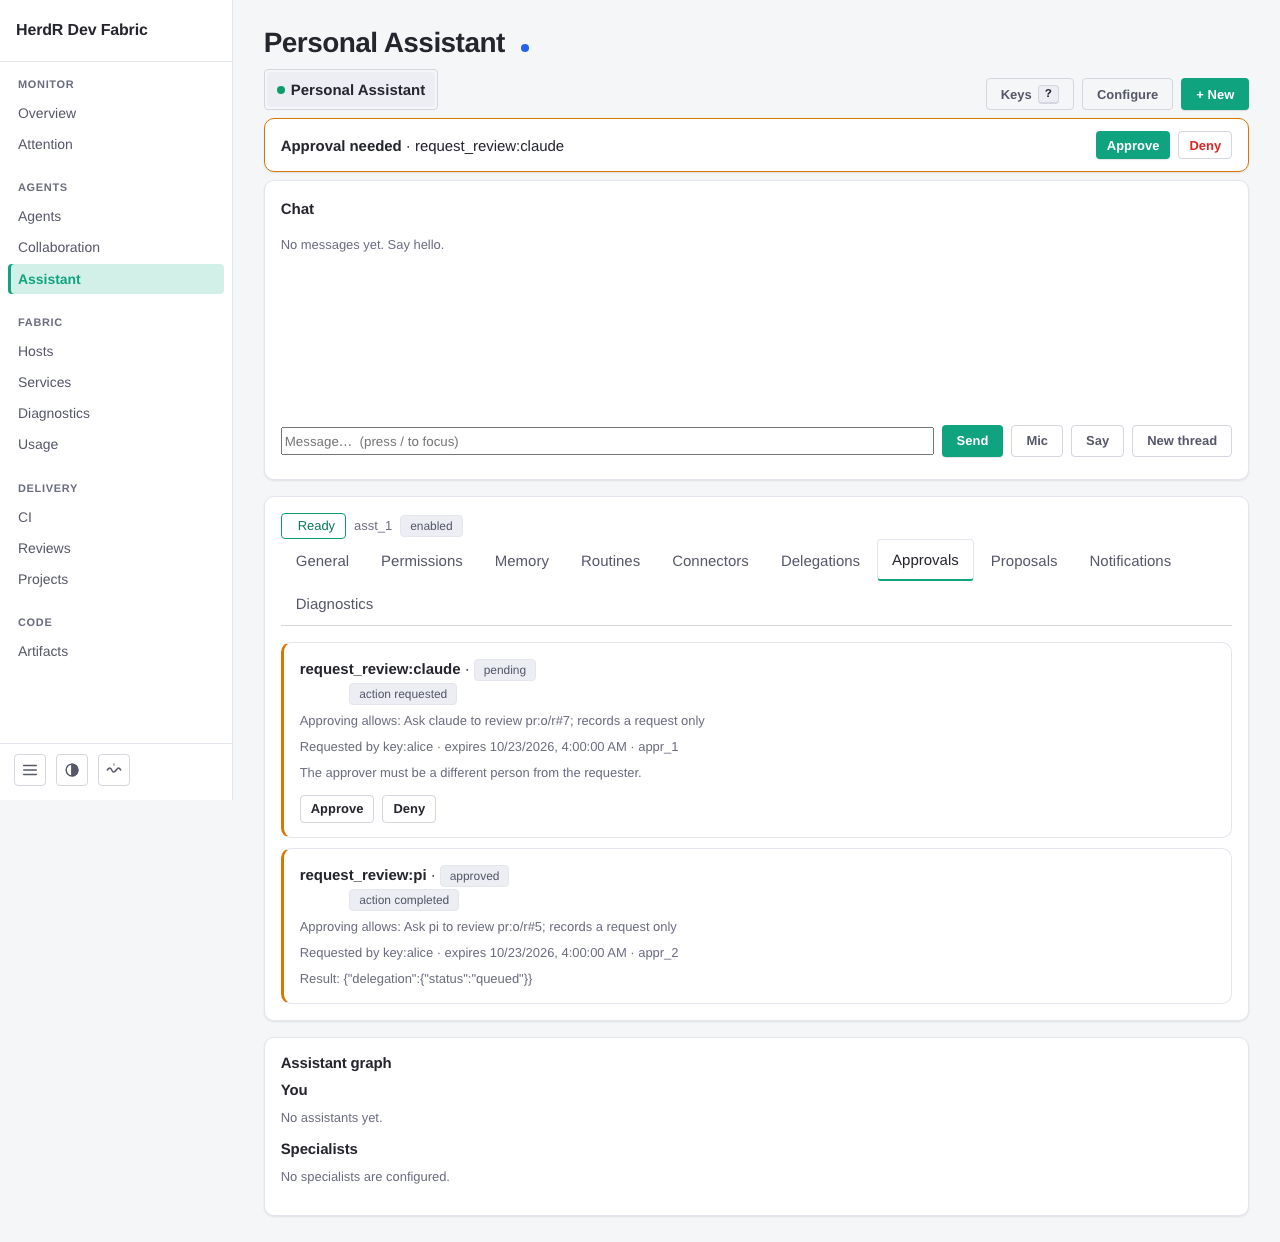 HerdR Dev Fabric
MONITOR
Overview
Attention
AGENTS
Agents
Collaboration
Assistant
FABRIC
Hosts
Services
Diagnostics
Usage
DELIVERY
CI
Reviews
Projects
CODE
Artifacts
Personal Assistant
Personal Assistant
Keys ? Configure + New
Approval needed · request_review:claude Approve Deny
Chat
No messages yet. Say hello.
Message… (press / to focus) Send Mic Say New thread
Ready asst_1 enabled
General Permissions Memory Routines Connectors Delegations Approvals Proposals Notifications
Diagnostics
request_review:claude · pending
action requested
Approving allows: Ask claude to review pr:o/r#7; records a request only
Requested by key:alice · expires 10/23/2026, 4:00:00 AM · appr_1
The approver must be a different person from the requester.
Approve Deny
request_review:pi · approved
action completed
Approving allows: Ask pi to review pr:o/r#5; records a request only
Requested by key:alice · expires 10/23/2026, 4:00:00 AM · appr_2
Result: {"delegation":{"status":"queued"}}
Assistant graph
You
No assistants yet.
Specialists
No specialists are configured.